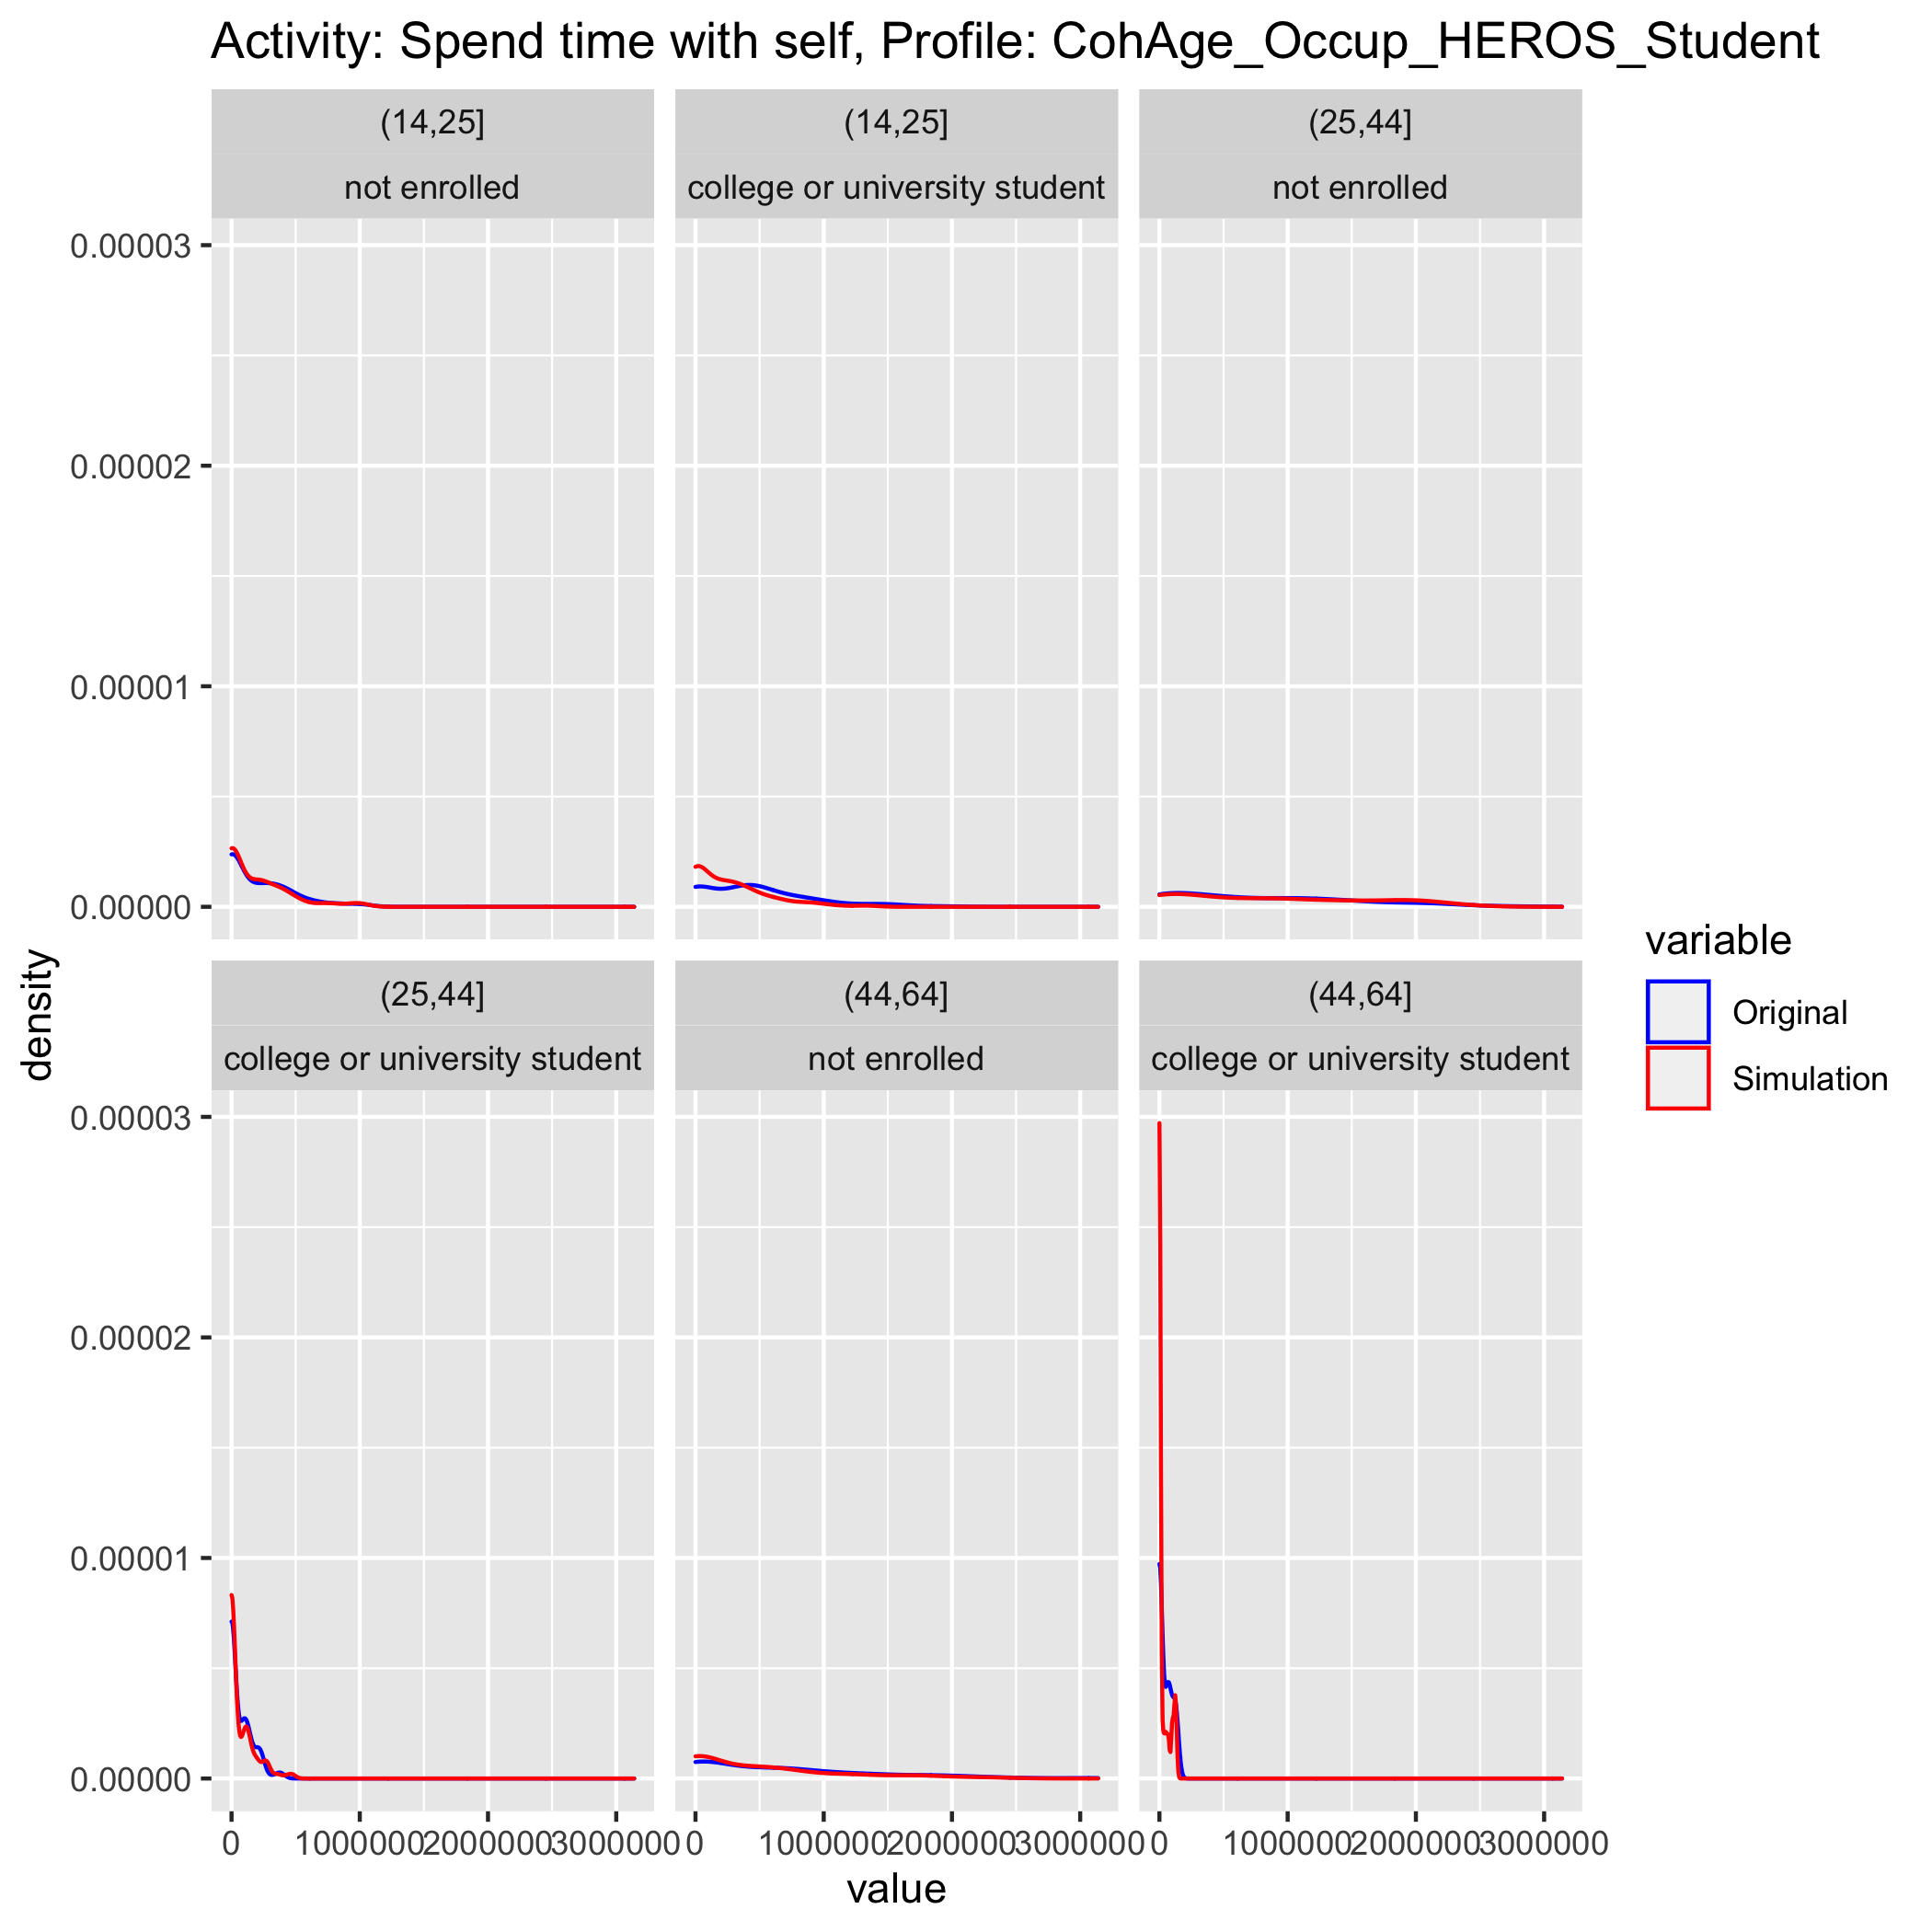 Activity: Spend time with self, Profile: CohAge_Occup_HEROS_Student
(14,25] (14,25] (25,44]
not enrolled college or university student not enrolled
0.00003
0.00002
0.00001
0.00000
(25,44] (44,64] (44,64]
college or university student not enrolled college or university student
0.00003
0.00002
0.00001
0.00000
0 1000000 2000000 3000000 0 1000000 2000000 3000000 0 1000000 2000000 3000000
value
density
variable
Original
Simulation